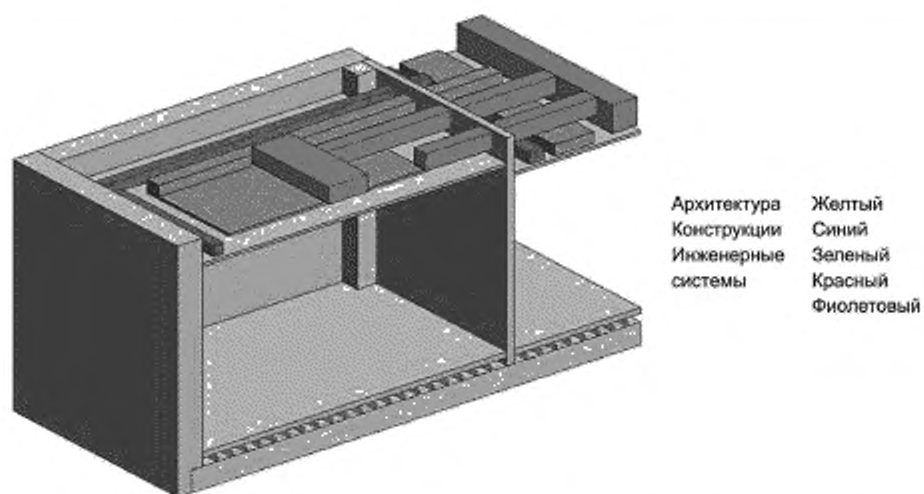 Архитектура Желтый
Конструкции Синий
Инженерные Зеленый
системы Красный
Фиолетовый